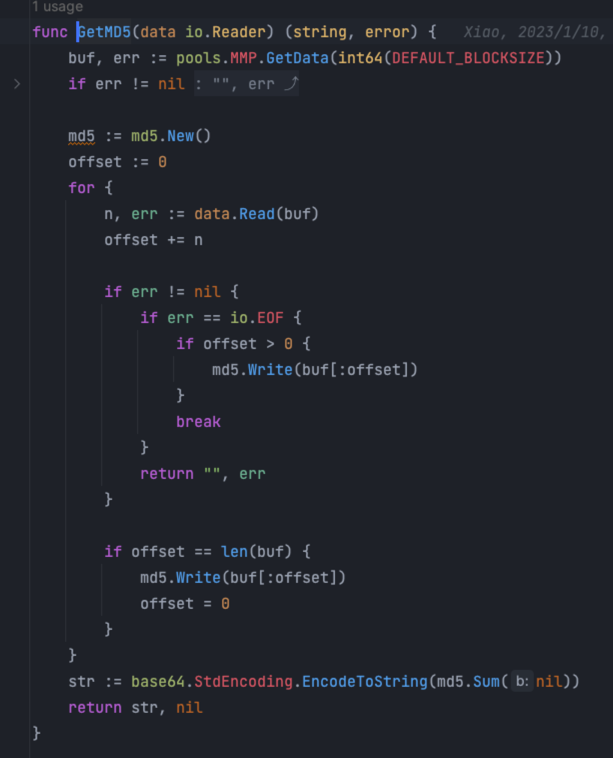 1 usage
func GetMD5(data io.Reader) (string, error) {   Xiao, 2023/1/10,
    buf, err := pools.MMP.GetData(int64(DEFAULT_BLOCKSIZE))
    if err != nil : "", err ⤴

    md5 := md5.New()
    offset := 0
    for {
        n, err := data.Read(buf)
        offset += n

        if err != nil {
            if err == io.EOF {
                if offset > 0 {
                    md5.Write(buf[:offset])
                }
                break
            }
            return "", err
        }

        if offset == len(buf) {
            md5.Write(buf[:offset])
            offset = 0
        }
    }
    str := base64.StdEncoding.EncodeToString(md5.Sum( b: nil))
    return str, nil
}